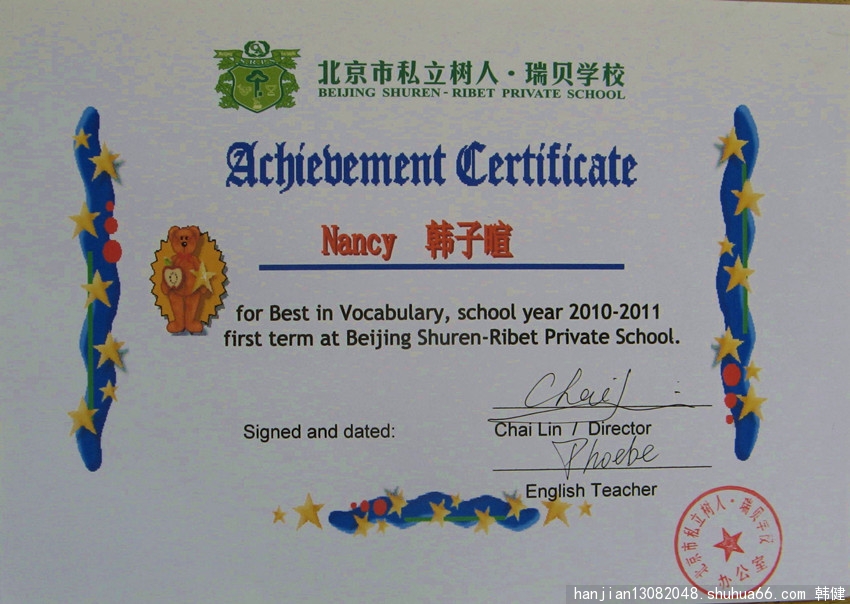 北京市私立树人·瑞贝学校
BEIJING SHUREN-RIBET PRIVATE SCHOOL
Achievement Certificate
Nancy 韩子暄
for Best in Vocabulary, school year 2010-2011
first term at Beijing Shuren-Ribet Private School.
Signed and dated:
Chai Lin / Director
Phoebe
English Teacher
北京市私立树人·瑞贝学校
办公室
hanjian13082048.shuhua66.com 韩健